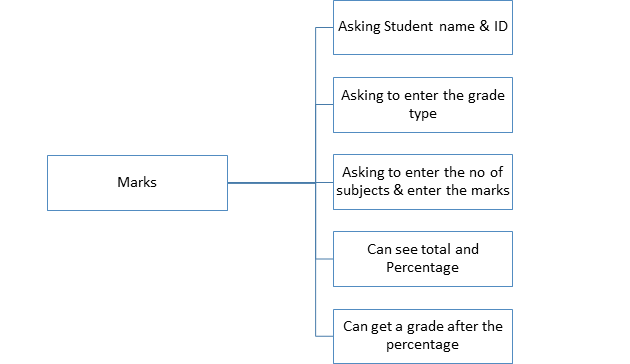 Asking Student name & ID
Asking to enter the grade
type
Marks
Asking to enter the no of
subjects & enter the marks
Can see total and
Percentage
Can get a grade after the
percentage